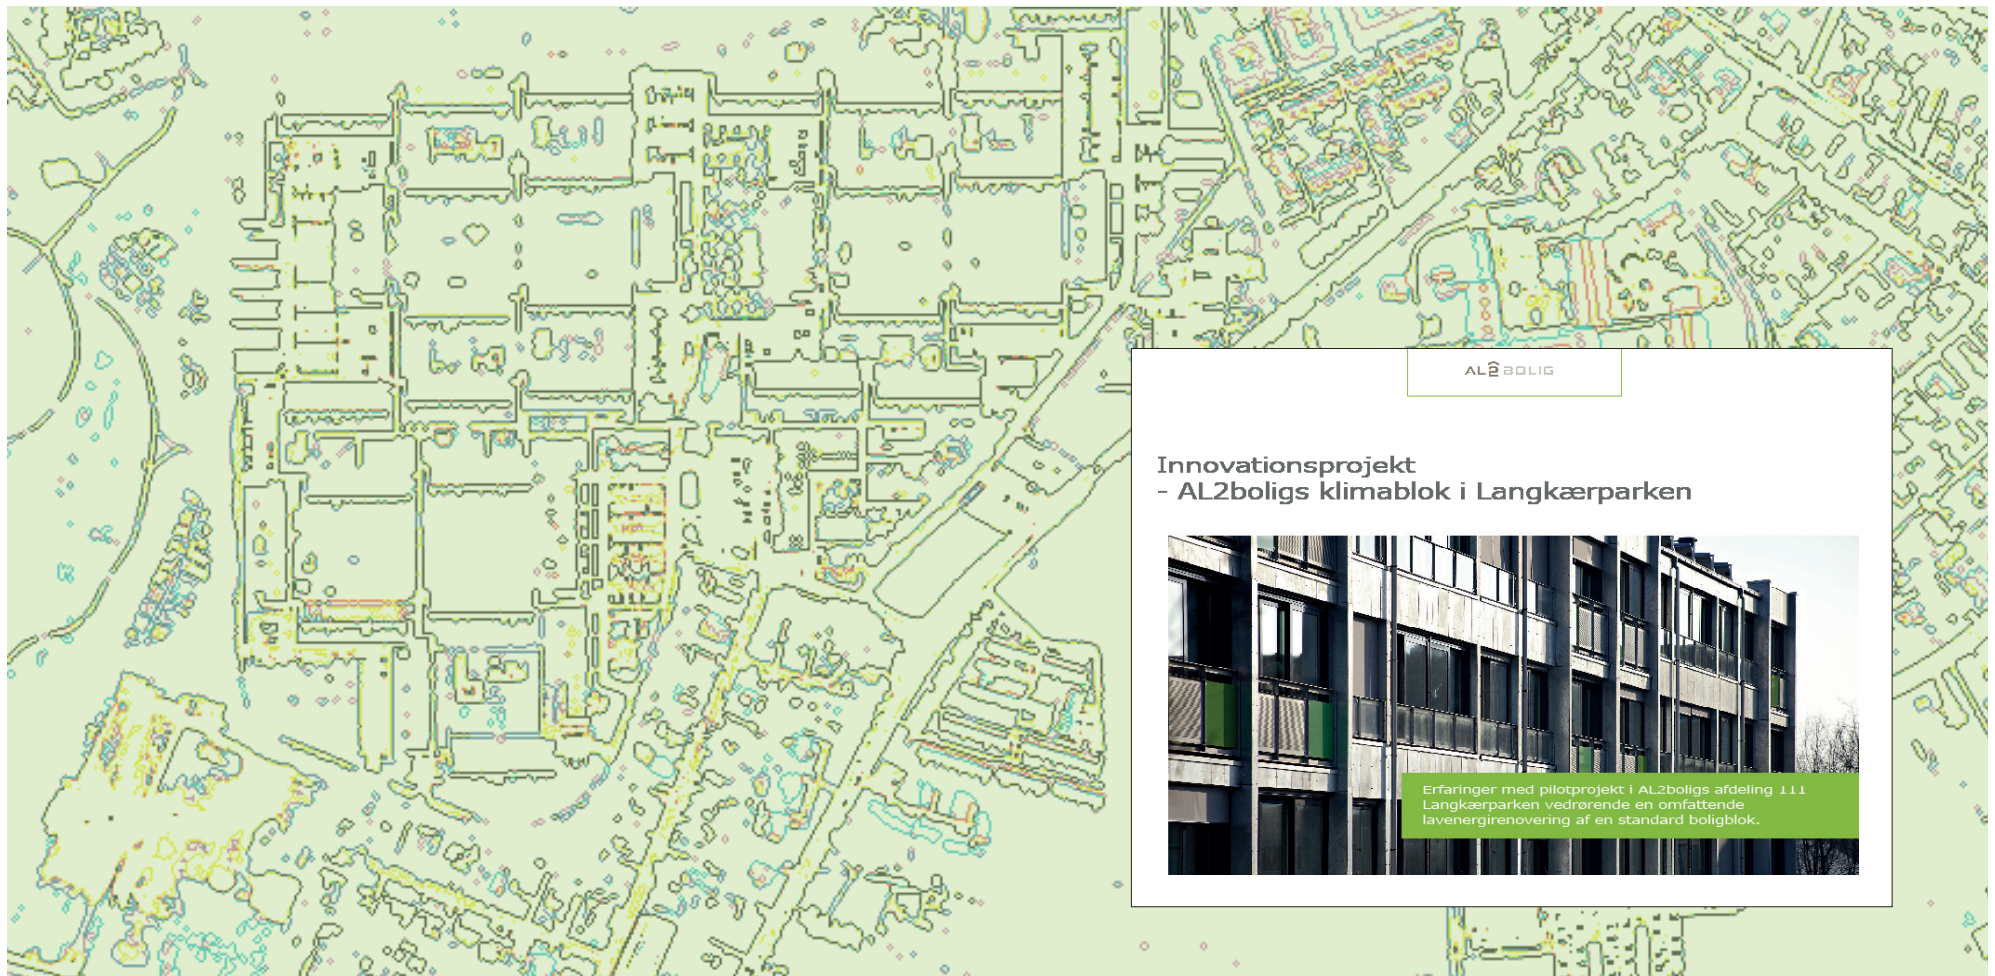 AL2BOLIG
Innovationsprojekt
- AL2boligs klimablok i Langkærparken
Erfaringer med pilotprojekt i AL2boligs afdeling 111
Langkærparken vedrørende en omfattende
lavenergirenovering af en standard boligblok.